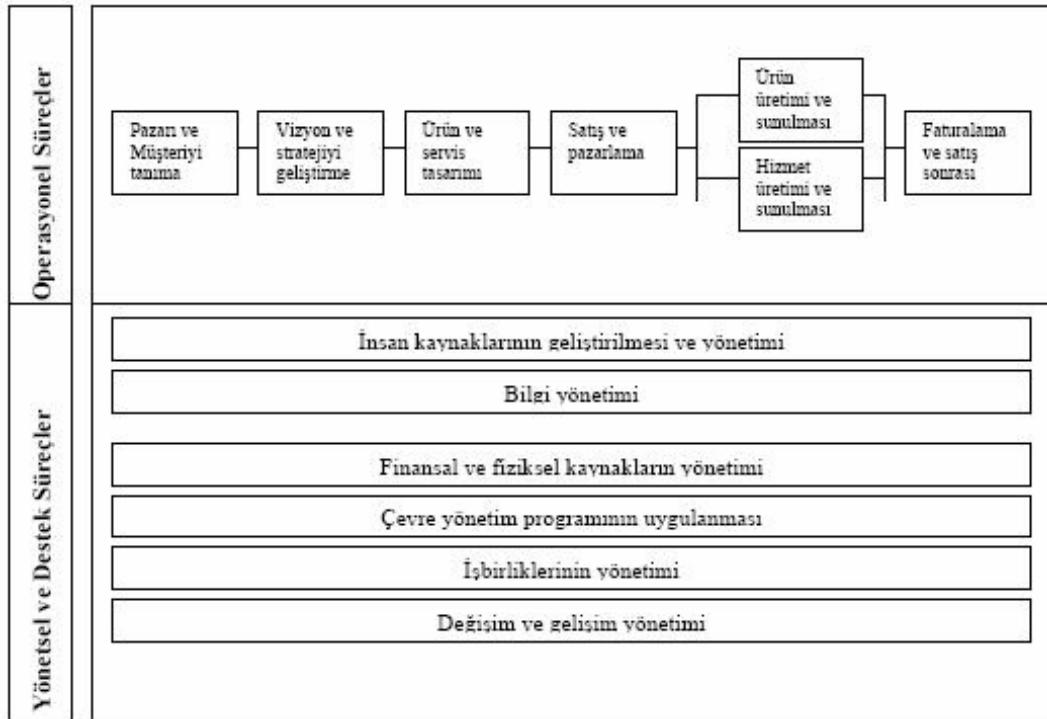 Operasyonel Süreçler
Pazarı ve
Müşteriyi
tanıma
Vizyon ve
stratejiyi
geliştirme
Ürün ve
servis
tasarımı
Satış ve
pazarlama
Ürün
üretimi ve
sunulması
Hizmet
üretimi ve
sunulması
Faturalama
ve satış
sonrası
Yönetsel ve Destek Süreçler
İnsan kaynaklarının geliştirilmesi ve yönetimi
Bilgi yönetimi
Finansal ve fiziksel kaynakların yönetimi
Çevre yönetim programının uygulanması
İşbirliklerinin yönetimi
Değişim ve gelişim yönetimi